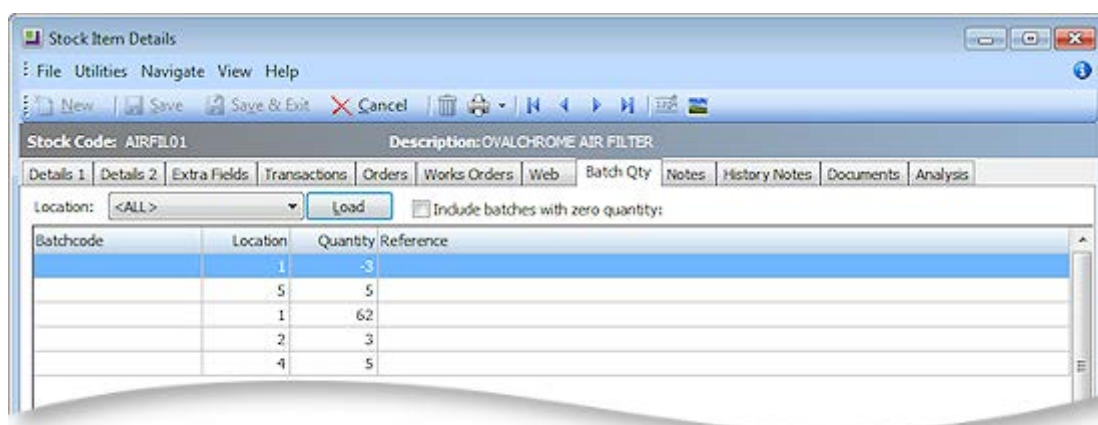 Stock Item Details
File Utilities Navigate View Help
New Save Save & Exit Cancel
Stock Code: AIRFIL01 Description: OVALCHROME AIR FILTER
Details 1 Details 2 Extra Fields Transactions Orders Works Orders Web Batch Qty Notes History Notes Documents Analysis
Location: <ALL> Load Include batches with zero quantity:
Batchcode Location Quantity Reference
1 -3
5 5
1 62
2 3
4 5